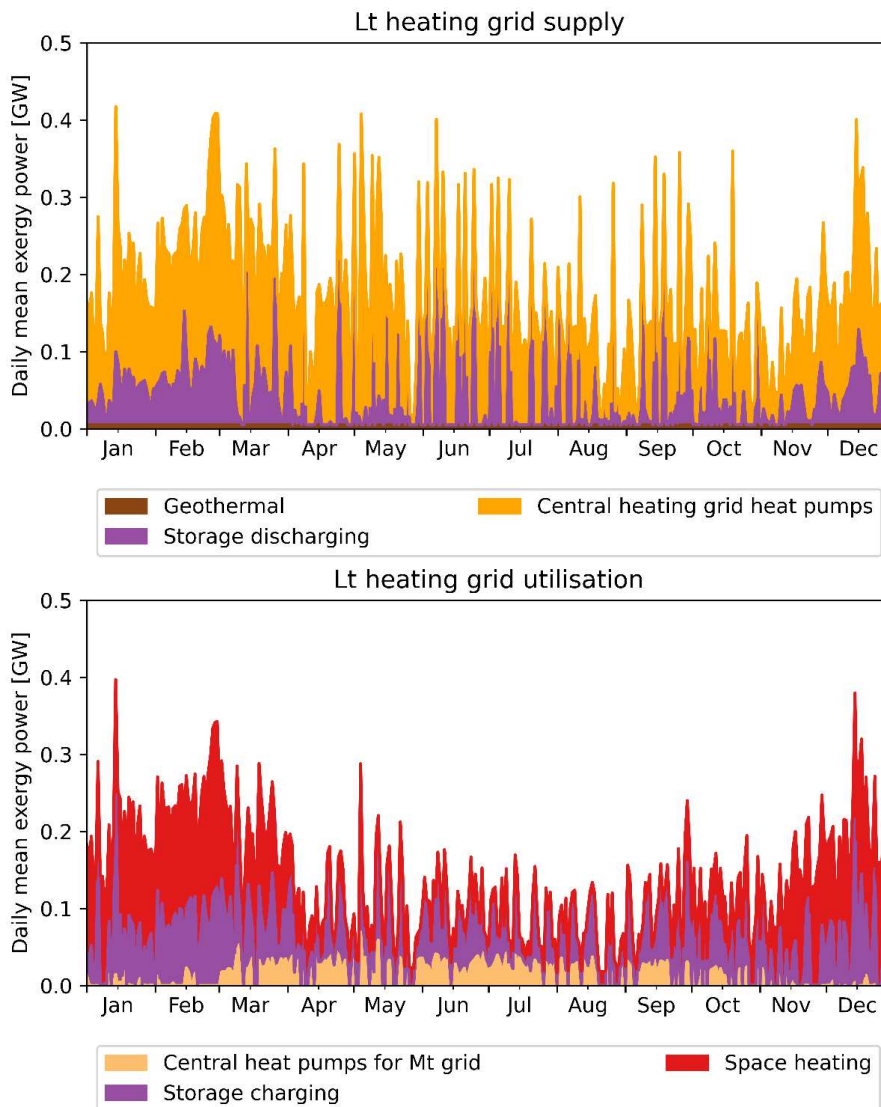 Lt heating grid supply
Daily mean exergy power [GW]
0.5
0.4
0.3
0.2
0.1
0.0
Jan Feb Mar Apr May Jun Jul Aug Sep Oct Nov Dec
Geothermal Central heating grid heat pumps
Storage discharging
Lt heating grid utilisation
Daily mean exergy power [GW]
0.5
0.4
0.3
0.2
0.1
0.0
Jan Feb Mar Apr May Jun Jul Aug Sep Oct Nov Dec
Central heat pumps for Mt grid Space heating
Storage charging